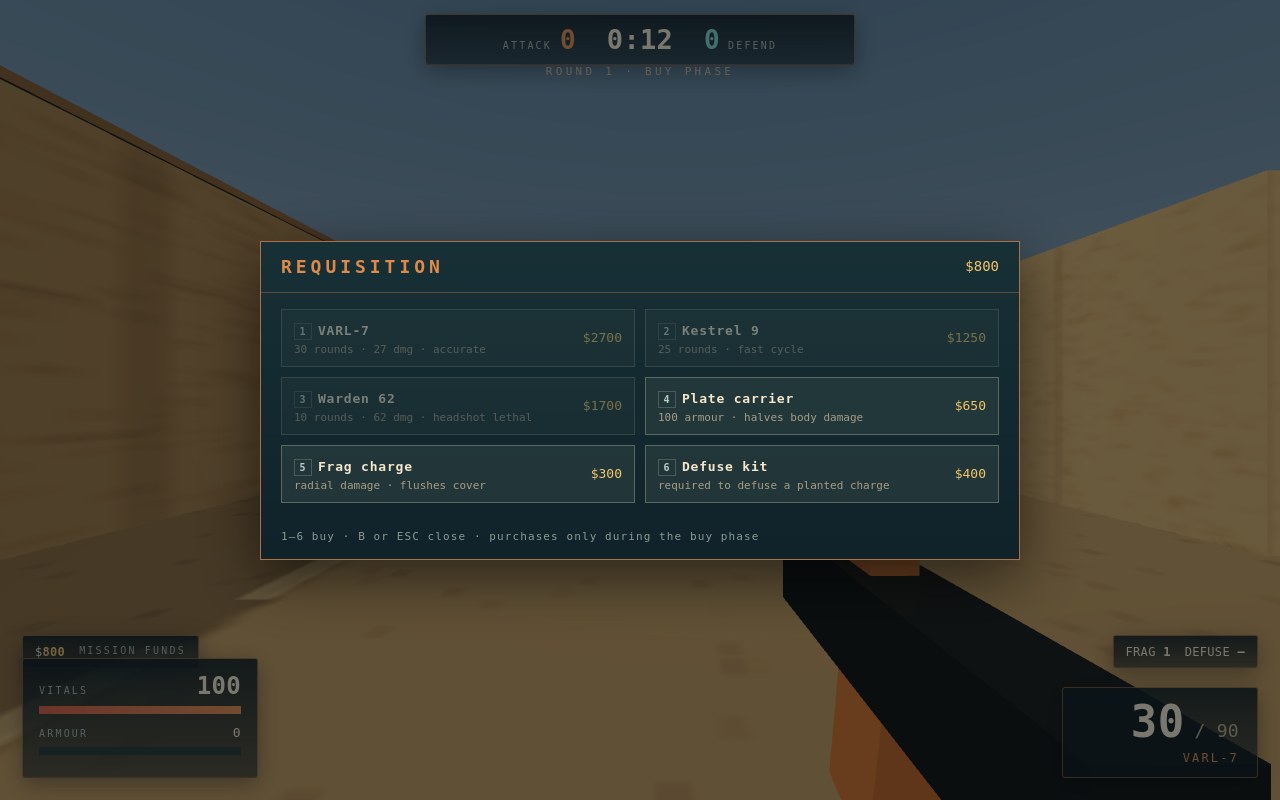 ATTACK 0 0:12 0 DEFEND
ROUND 1 · BUY PHASE
REQUISITION $800
1 VARL-7 $2700
30 rounds · 27 dmg · accurate
2 Kestrel 9 $1250
25 rounds · fast cycle
3 Warden 62 $1700
10 rounds · 62 dmg · headshot lethal
4 Plate carrier $650
100 armour · halves body damage
5 Frag charge $300
radial damage · flushes cover
6 Defuse kit $400
required to defuse a planted charge
1–6 buy · B or ESC close · purchases only during the buy phase
$800 MISSION FUNDS
VITALS 100
ARMOUR 0
FRAG 1 DEFUSE —
30 / 90
VARL-7